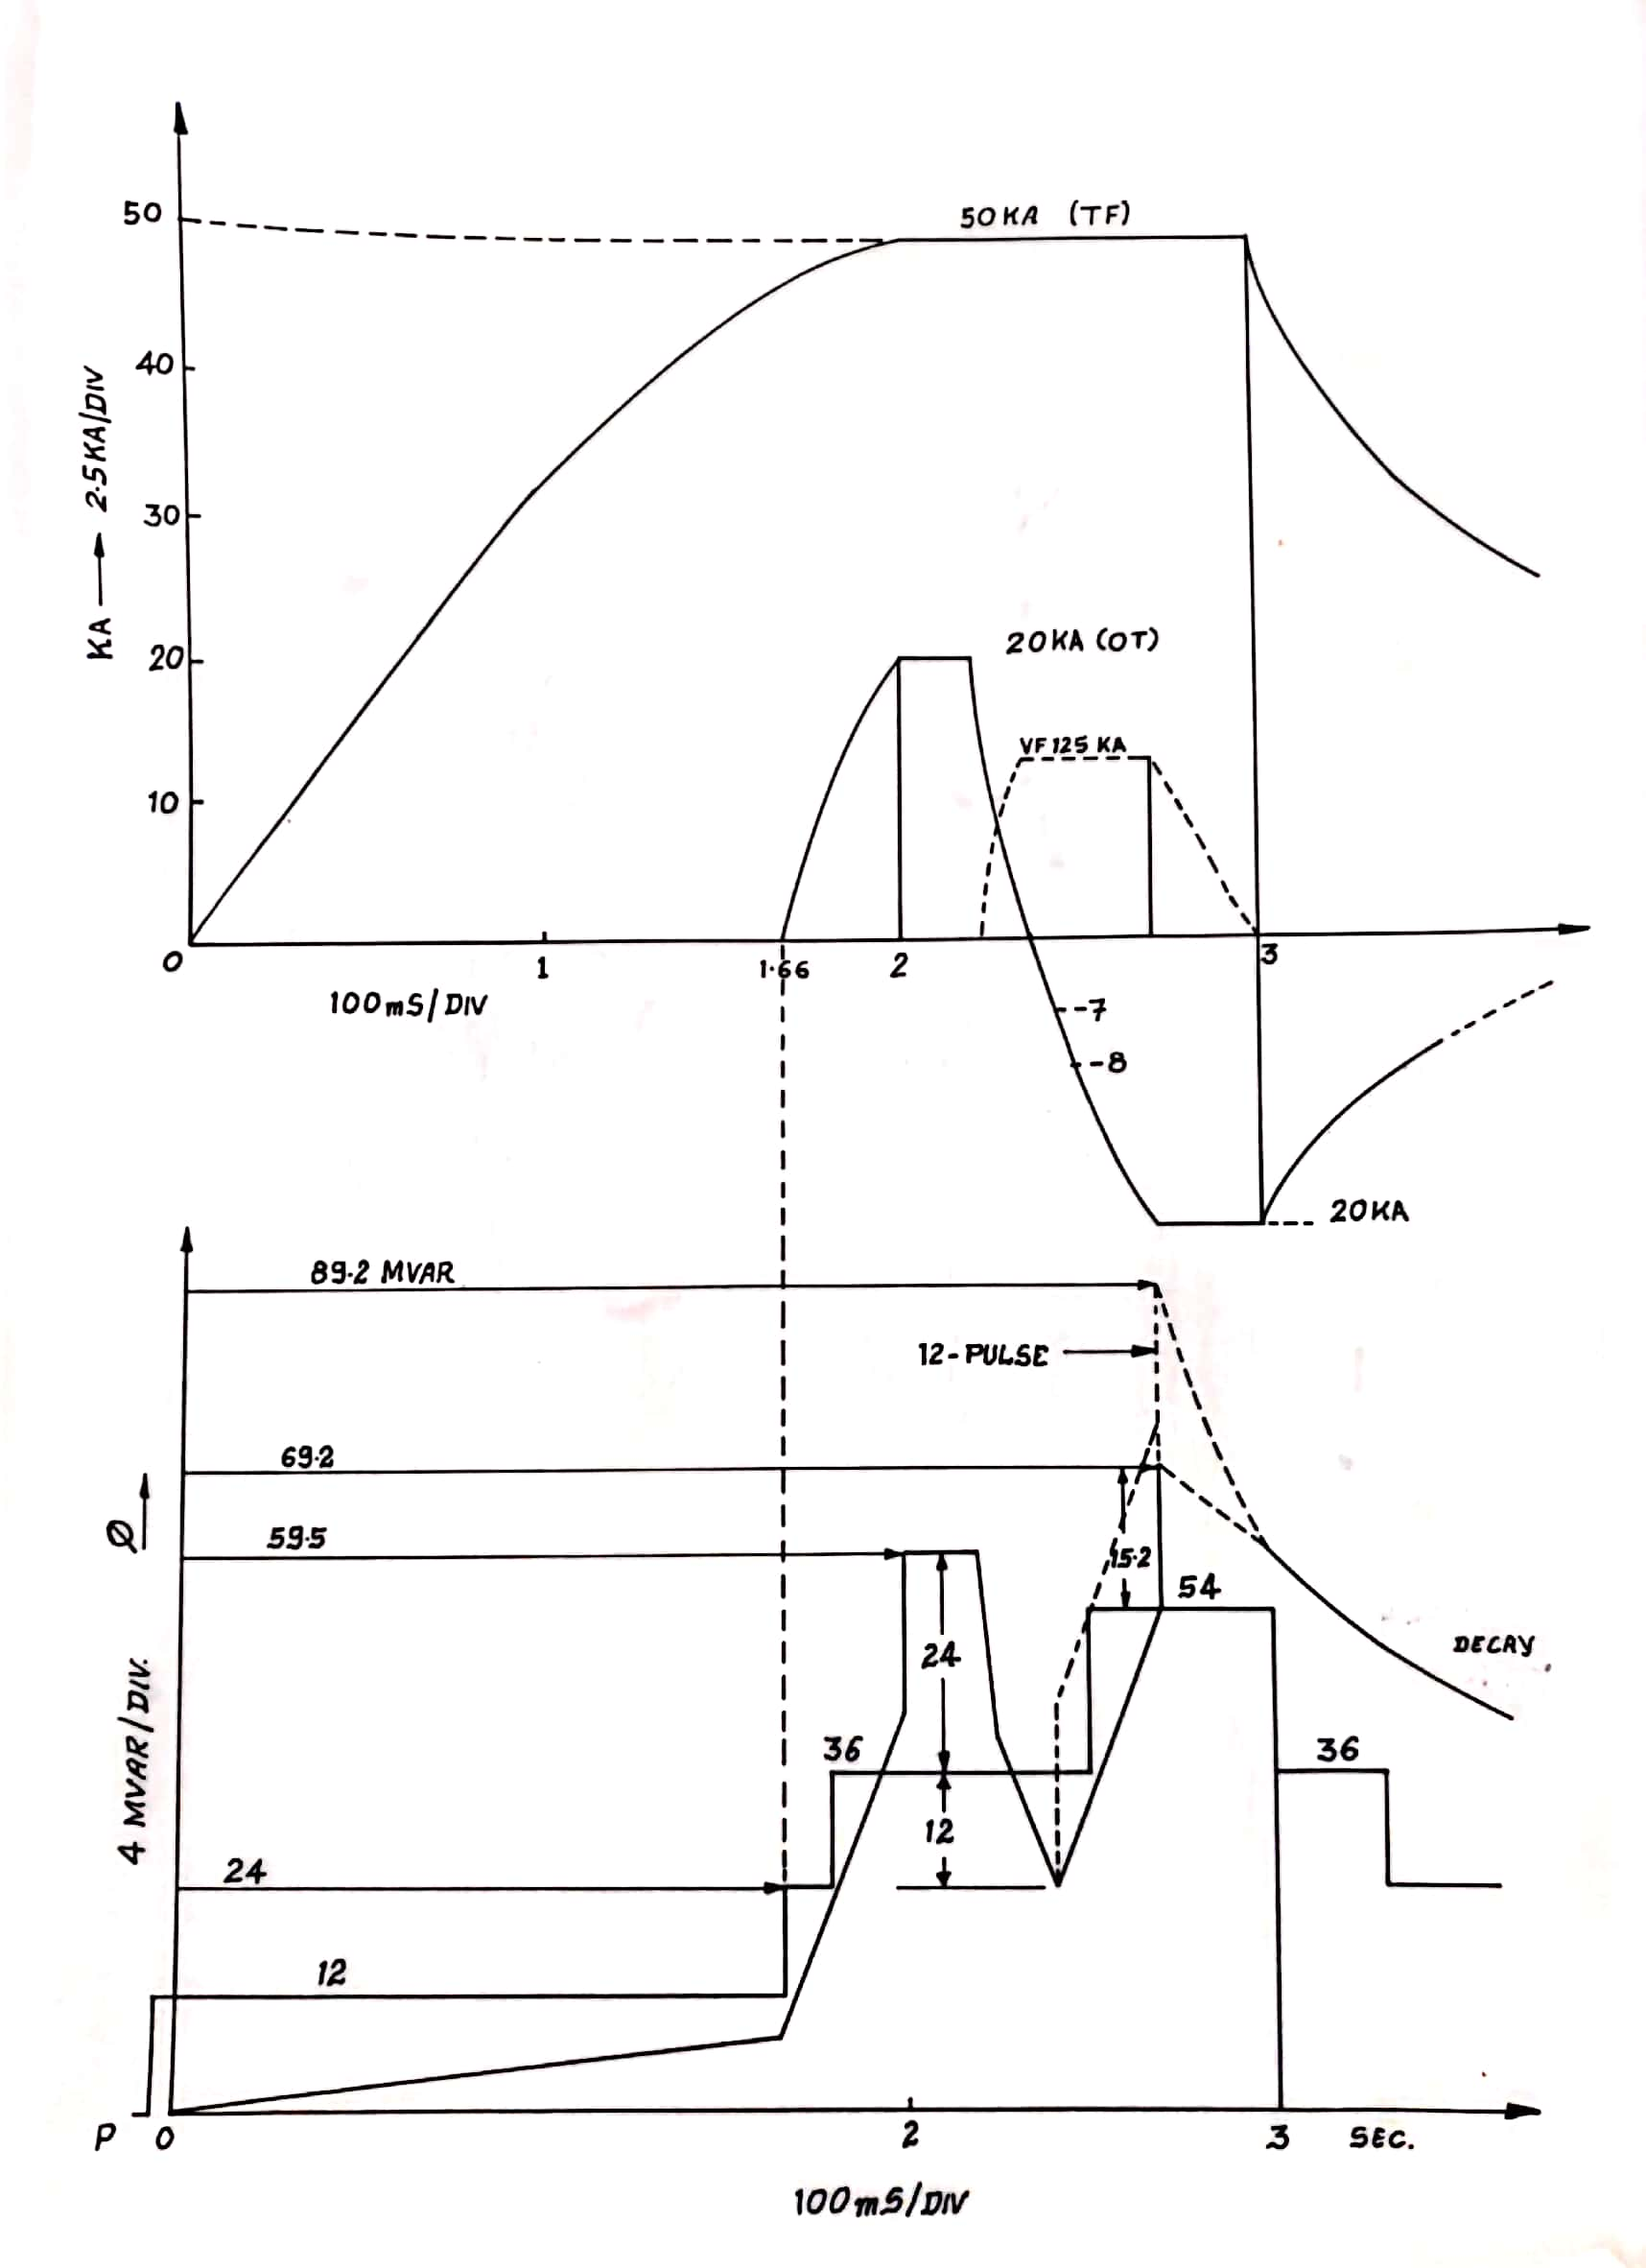 50
50KA (TF)
40
KA → 2.5KA/DIV
30
20
20KA (OT)
VF 125 KA
10
0
1
1.66
2
3
100mS/DIV
--7
--8
20KA
89.2 MVAR
12-PULSE →
69.2
Ø →
59.5
15.2
54
24
DECAY
4 MVAR/DIV.
36
36
12
24
12
P
0
2
3
SEC.
100mS/DIV